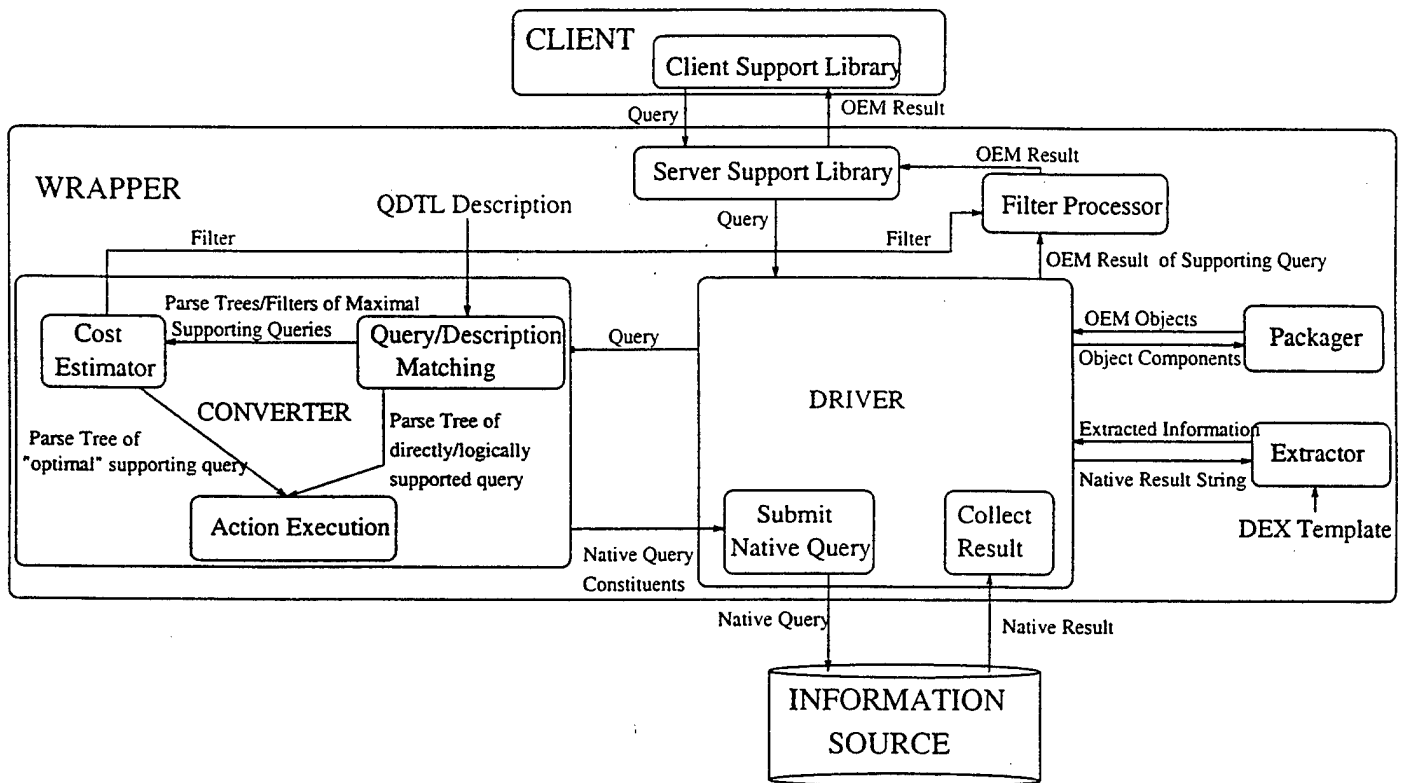 CLIENT
Client Support Library
Query
OEM Result
WRAPPER
Server Support Library
OEM Result
Filter Processor
QDTL Description
Query
Filter
Filter
OEM Result of Supporting Query
Parse Trees/Filters of Maximal
Supporting Queries
Cost
Estimator
Query/Description
Matching
Query
OEM Objects
Object Components
Packager
CONVERTER
DRIVER
Parse Tree of
"optimal" supporting query
Parse Tree of
directly/logically
supported query
Extracted Information
Native Result String
Extractor
DEX Template
Action Execution
Submit
Native Query
Collect
Result
Native Query
Constituents
Native Query
Native Result
INFORMATION
SOURCE